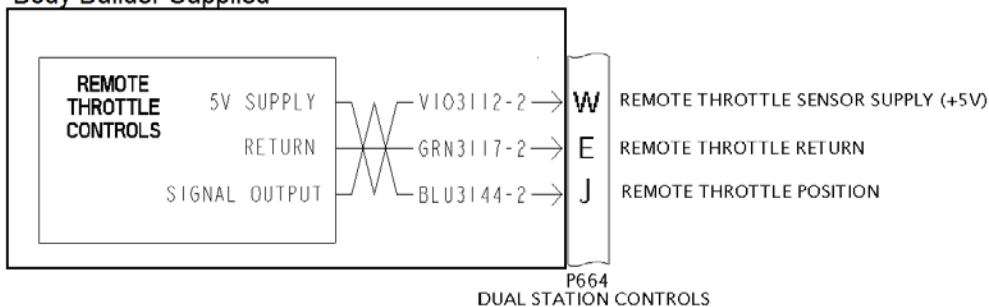 Body Builder Supplied
REMOTE
THROTTLE
CONTROLS
5V SUPPLY
RETURN
SIGNAL OUTPUT
VIO3112-2
GRN3117-2
BLU3144-2
W
E
J
REMOTE THROTTLE SENSOR SUPPLY (+5V)
REMOTE THROTTLE RETURN
REMOTE THROTTLE POSITION
P664
DUAL STATION CONTROLS